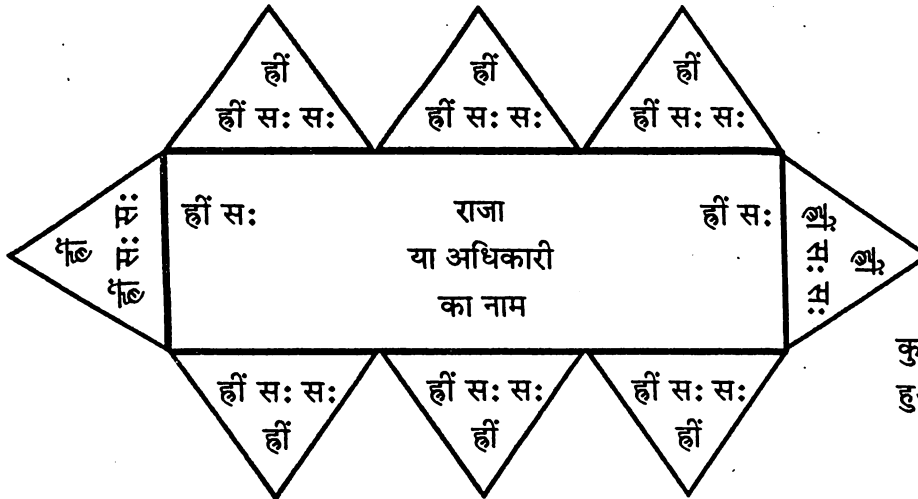 ह्रीं ह्रीं ह्रीं
ह्रीं सः सः ह्रीं सः सः ह्रीं सः सः
ह्रीं
ह्रीं सः सः
ह्रीं सः राजा ह्रीं सः
या अधिकारी
का नाम
ह्रीं
ह्रीं सः सः
ह्रीं सः सः ह्रीं सः सः ह्रीं सः सः
ह्रीं ह्रीं ह्रीं